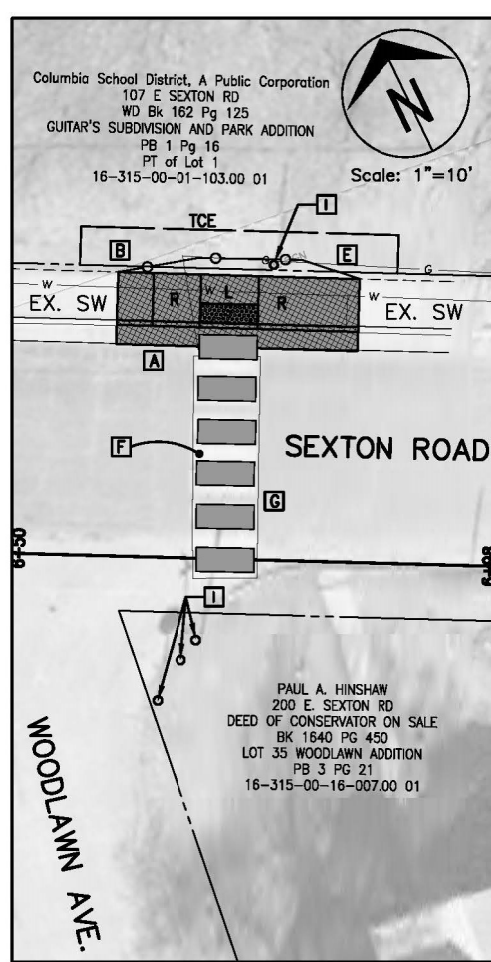 Columbia School District, A Public Corporation
107 E SEXTON RD
WD Bk 162 Pg 125
GUITAR'S SUBDIVISION AND PARK ADDITION
PB 1 Pg 16
PT of Lot 1
16-315-00-01-103.00 01
N
Scale: 1"=10'
I
TCE
B
E
G
W
EX. SW
R
W
L
R
W
EX. SW
A
F
SEXTON ROAD
G
6+50
I
PAUL A. HINSHAW
200 E. SEXTON RD
DEED OF CONSERVATOR ON SALE
BK 1640 PG 450
LOT 35 WOODLAWN ADDITION
PB 3 PG 21
16-315-00-16-007.00 01
WOODLAWN AVE.